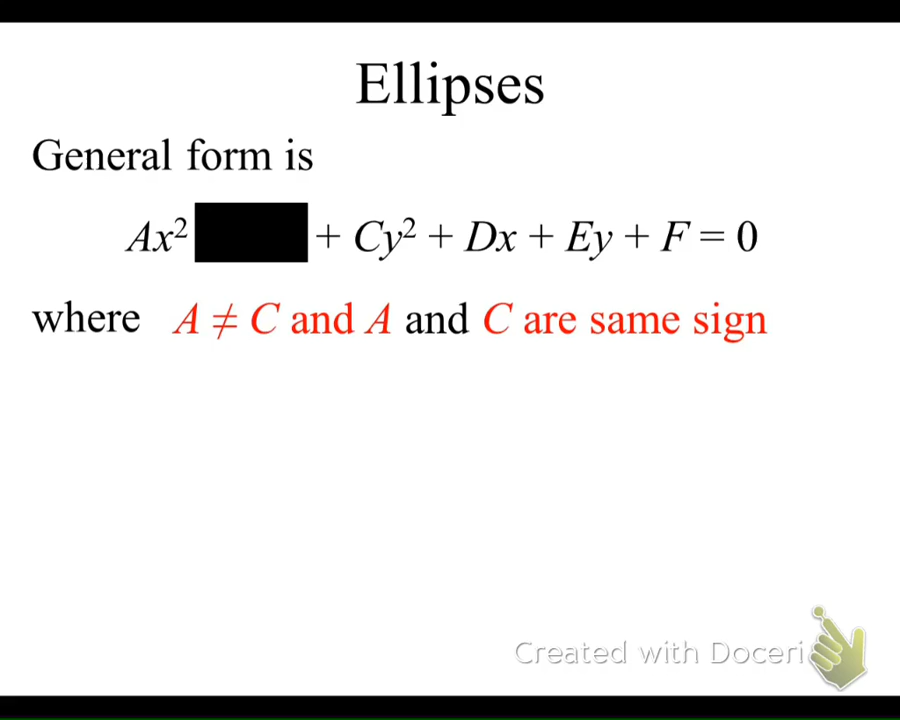 Ellipses
General form is
Ax² + Cy² + Dx + Ey + F = 0
where A ≠ C and A and C are same sign
Created with Doceri